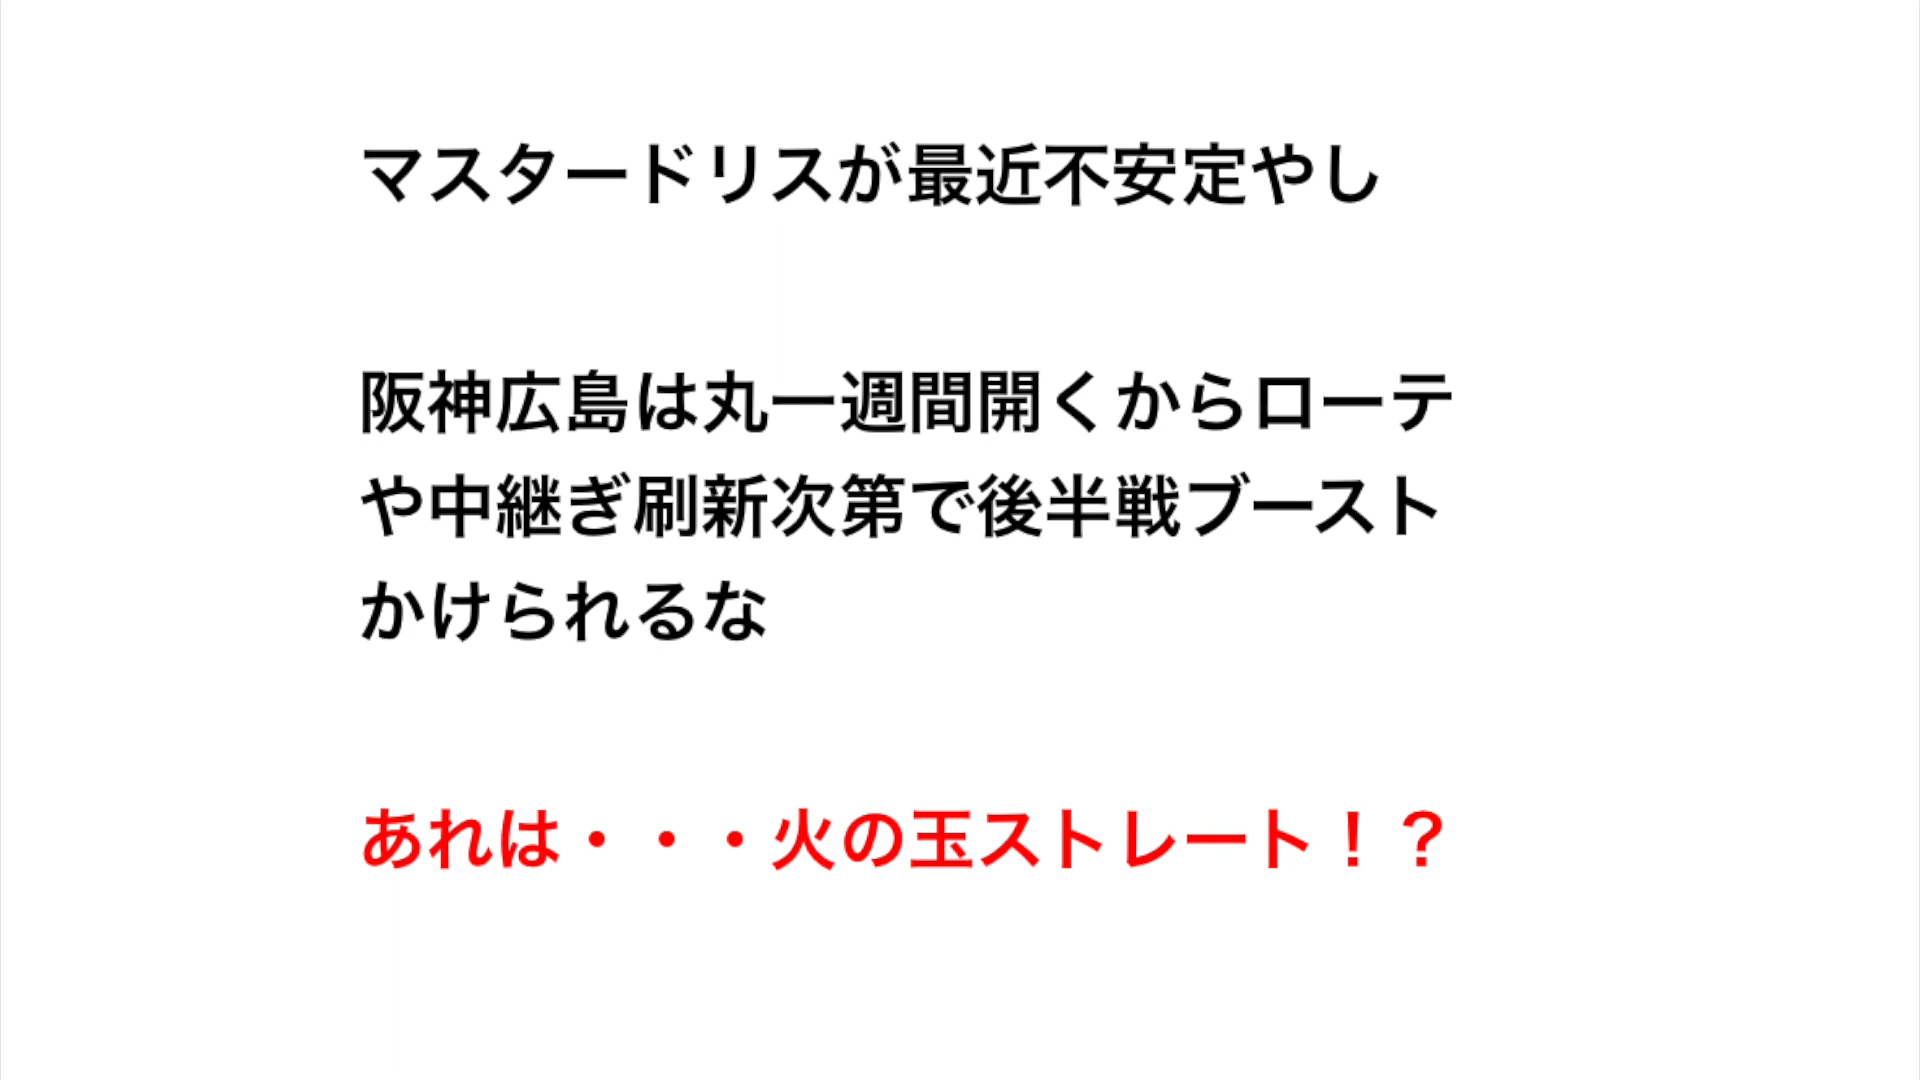 マスタードリスが最近不安定やし
阪神広島は丸一週間開くからローテ
や中継ぎ刷新次第で後半戦ブースト
かけられるな
あれは・・・火の玉ストレート！？